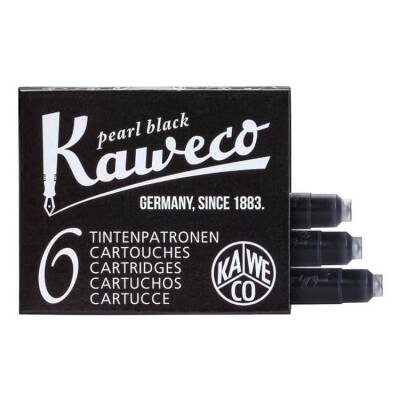 pearl black
Kaweco
GERMANY, SINCE 1883.
6
TINTENPATRONEN
CARTOUCHES
CARTRIDGES
CARTUCHOS
CARTUCCE
KA WE
CO